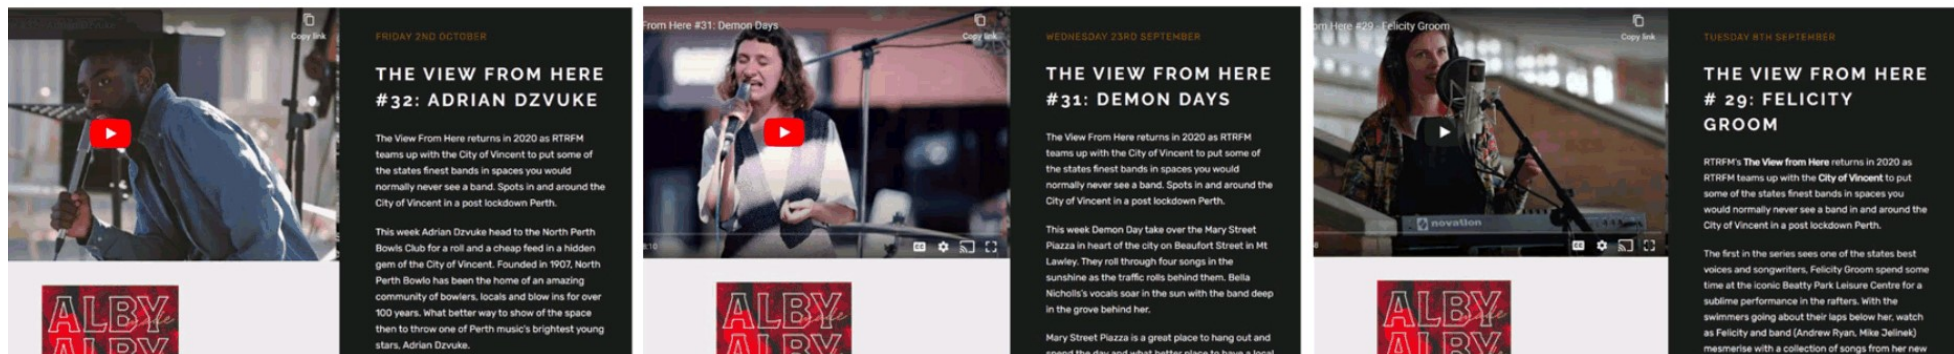 Copy link
FRIDAY 2ND OCTOBER
THE VIEW FROM HERE
#32: ADRIAN DZVUKE
The View From Here returns in 2020 as RTRFM
teams up with the City of Vincent to put some of
the states finest bands in spaces you would
normally never see a band. Spots in and around the
City of Vincent in a post lockdown Perth.
This week Adrian Dzvuke head to the North Perth
Bowls Club for a roll and a cheap feed in a hidden
gem of the City of Vincent. Founded in 1907, North
Perth Bowlo has been the home of an amazing
community of bowlers, locals and blow ins for over
100 years. What better way to show of the space
then to throw one of Perth music's brightest young
stars, Adrian Dzvuke.
ALBY
From Here #31: Demon Days
Copy link
WEDNESDAY 23RD SEPTEMBER
THE VIEW FROM HERE
#31: DEMON DAYS
The View From Here returns in 2020 as RTRFM
teams up with the City of Vincent to put some of
the states finest bands in spaces you would
normally never see a band. Spots in and around the
City of Vincent in a post lockdown Perth.
This week Demon Day take over the Mary Street
Piazza in heart of the city on Beaufort Street in Mt
Lawley. They roll through four songs in the
sunshine as the traffic rolls behind them. Bella
Nicholls's vocals soar in the sun with the band deep
in the grove behind her.
Mary Street Piazza is a great place to hang out and
spend the day and what better place to have a local
ALBY
om Here #29 - Felicity Groom
Copy link
novation
TUESDAY 8TH SEPTEMBER
THE VIEW FROM HERE
# 29: FELICITY
GROOM
RTRFM's The View from Here returns in 2020 as
RTRFM teams up with the City of Vincent to put
some of the states finest bands in spaces you
would normally never see a band in and around the
City of Vincent in a post lockdown Perth.
The first in the series sees one of the states best
voices and songwriters, Felicity Groom spend some
time at the iconic Beatty Park Leisure Centre for a
sublime performance in the rafters. With the
swimmers going about their laps below her, watch
as Felicity and band (Andrew Ryan, Mike Jelinek)
mesmerise with a collection of songs from her new
ALBY